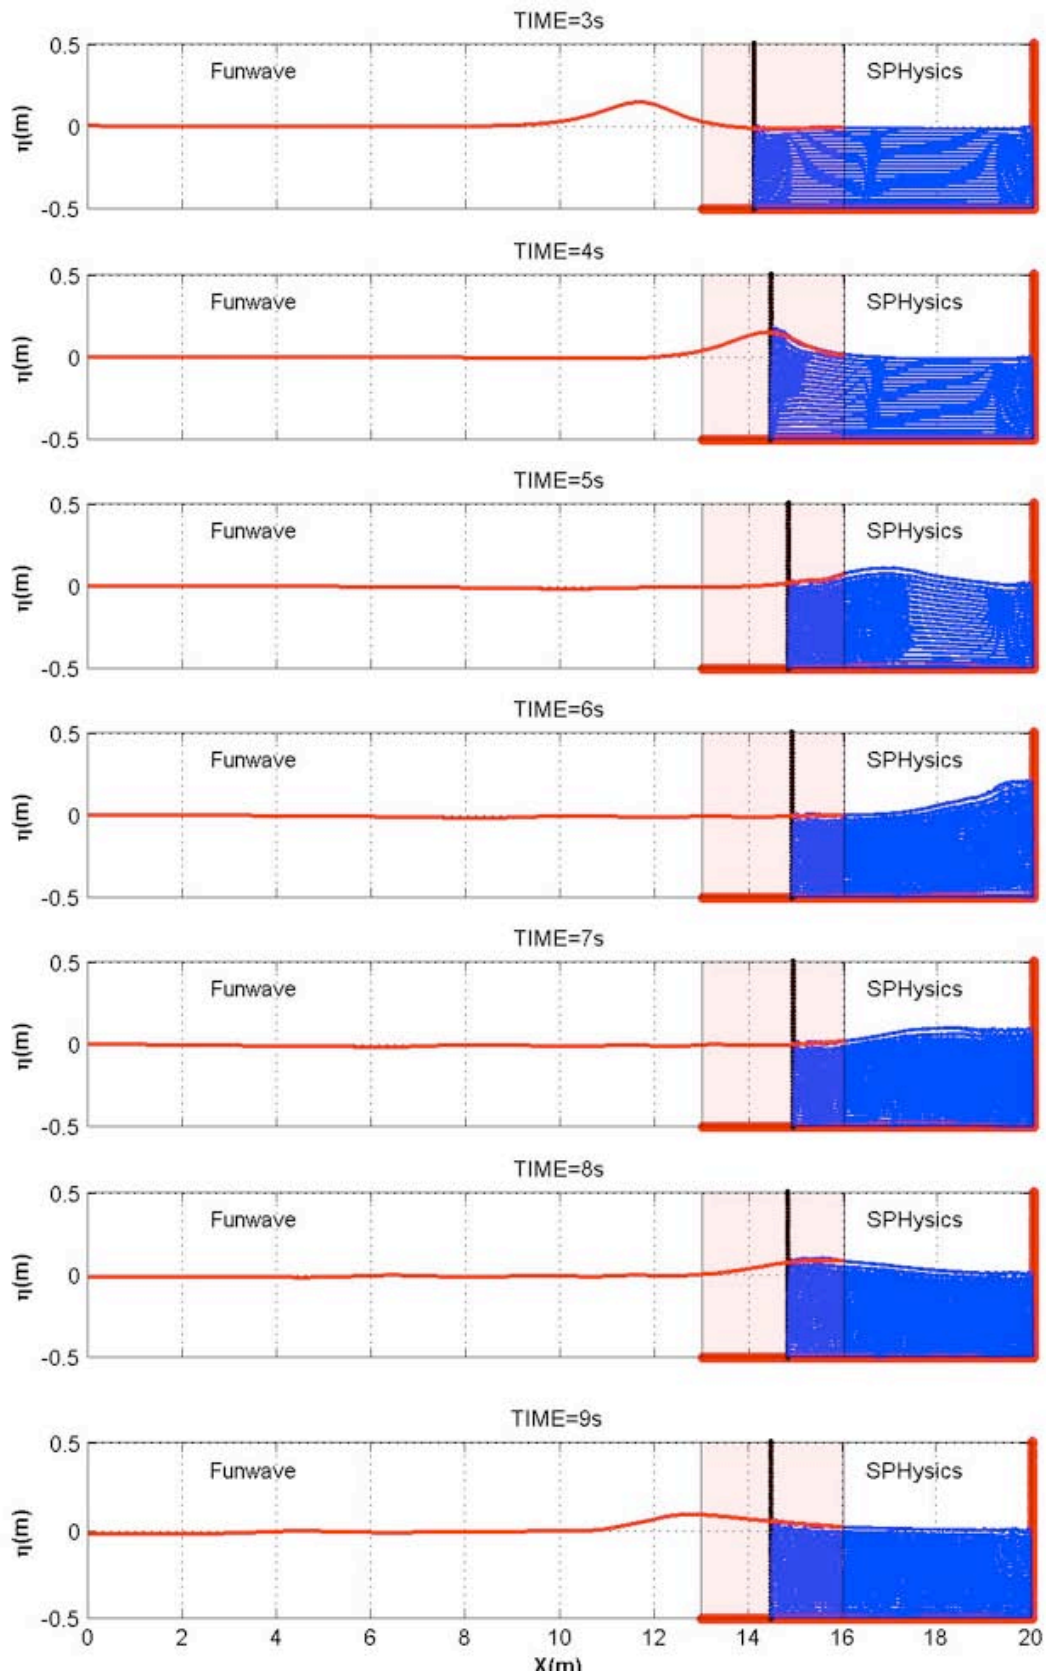 TIME=3s
0.5
Funwave SPHysics
η(m)
0
-0.5
TIME=4s
0.5
Funwave SPHysics
η(m)
0
-0.5
TIME=5s
0.5
Funwave SPHysics
η(m)
0
-0.5
TIME=6s
0.5
Funwave SPHysics
η(m)
0
-0.5
TIME=7s
0.5
Funwave SPHysics
η(m)
0
-0.5
TIME=8s
0.5
Funwave SPHysics
η(m)
0
-0.5
TIME=9s
0.5
Funwave SPHysics
η(m)
0
-0.5
0 2 4 6 8 10 12 14 16 18 20
X(m)